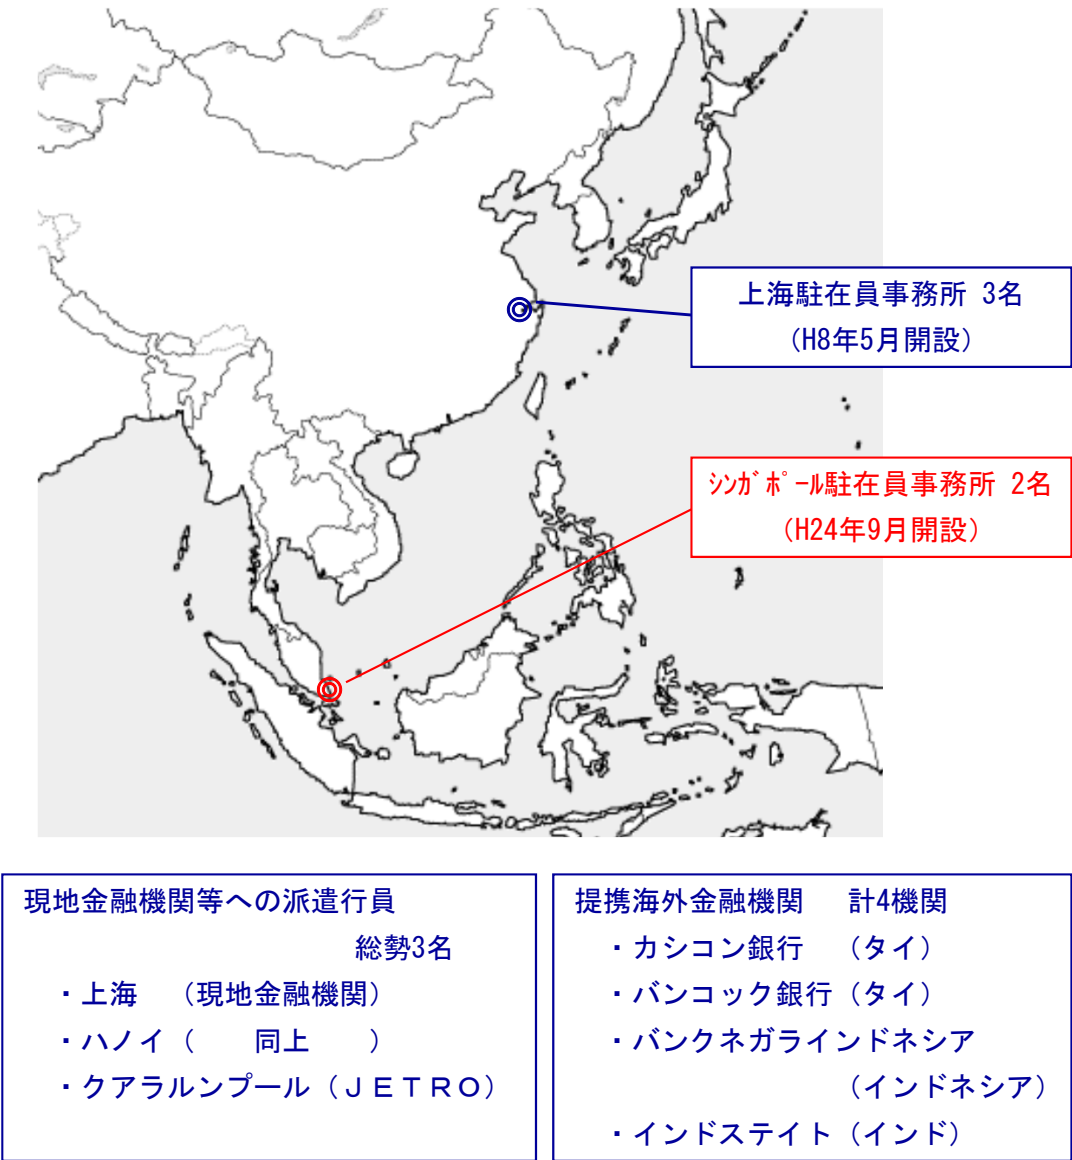 上海駐在員事務所 3名
(H8年5月開設)
ｼﾝｶﾞﾎﾟｰﾙ駐在員事務所 2名
(H24年9月開設)
現地金融機関等への派遣行員
総勢3名
・上海 (現地金融機関)
・ハノイ( 同上 )
・クアラルンプール(ＪＥＴＲＯ)
提携海外金融機関 計4機関
・カシコン銀行 (タイ)
・バンコック銀行(タイ)
・バンクネガラインドネシア
(インドネシア)
・インドステイト(インド)